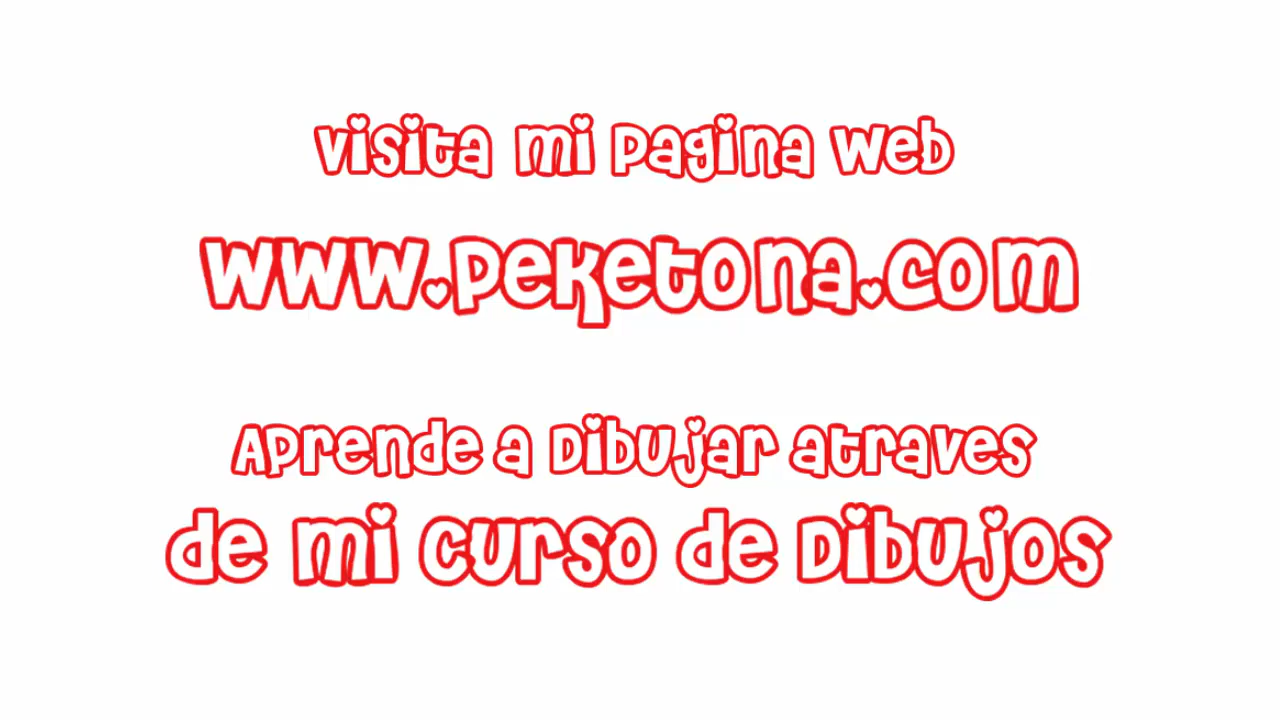 visita mi pagina web
www.peketona.com
Aprende a Dibujar atraves
de mi curso de Dibujos